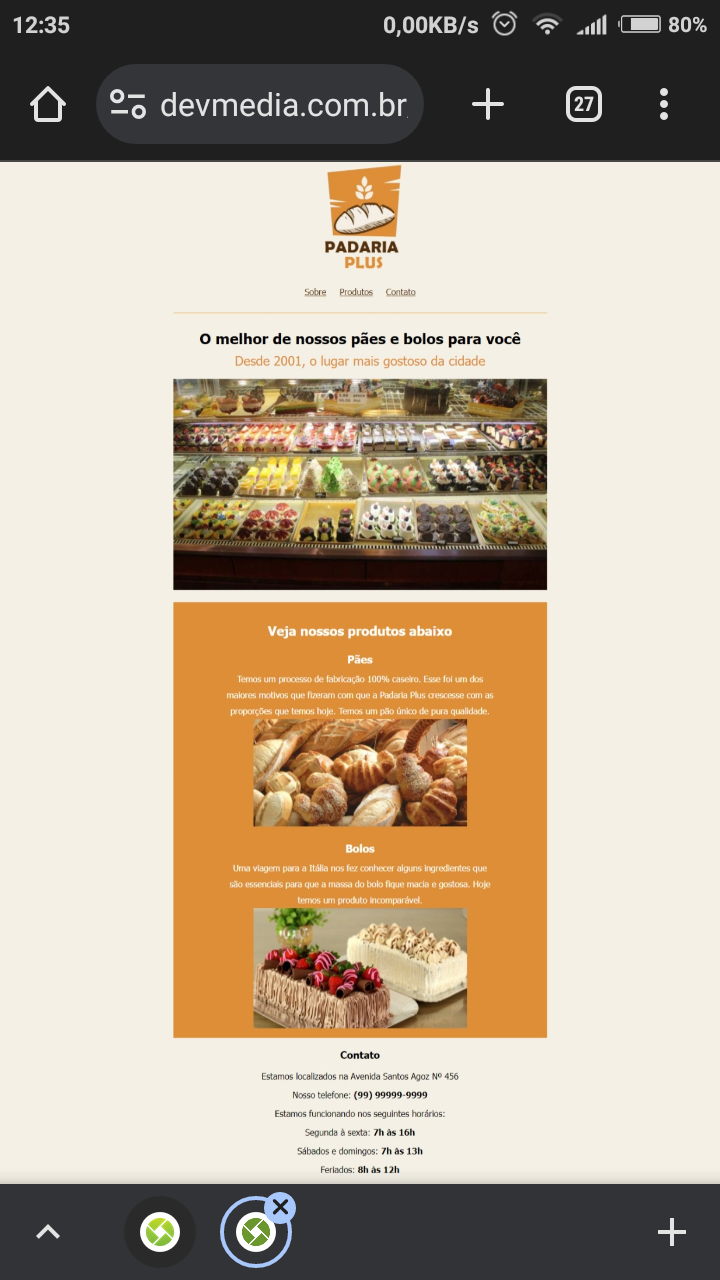 12:35
0,00KB/s
80%
devmedia.com.br
27
PADARIA
PLUS
Sobre Produtos Contato
O melhor de nossos pães e bolos para você
Desde 2001, o lugar mais gostoso da cidade
Veja nossos produtos abaixo
Pães
Temos um processo de fabricação 100% caseiro. Esse foi um dos
maiores motivos que fizeram com que a Padaria Plus crescesse com as
proporções que temos hoje. Temos um pão único de pura qualidade.
Bolos
Uma viagem para a Itália nos fez conhecer alguns ingredientes que
são essenciais para que a massa do bolo fique macia e gostosa. Hoje
temos um produto incomparável.
Contato
Estamos localizados na Avenida Santos Agoz Nº 456
Nosso telefone: (99) 99999-9999
Estamos funcionando nos seguintes horários:
Segunda à sexta: 7h às 16h
Sábados e domingos: 7h às 13h
Feriados: 8h às 12h